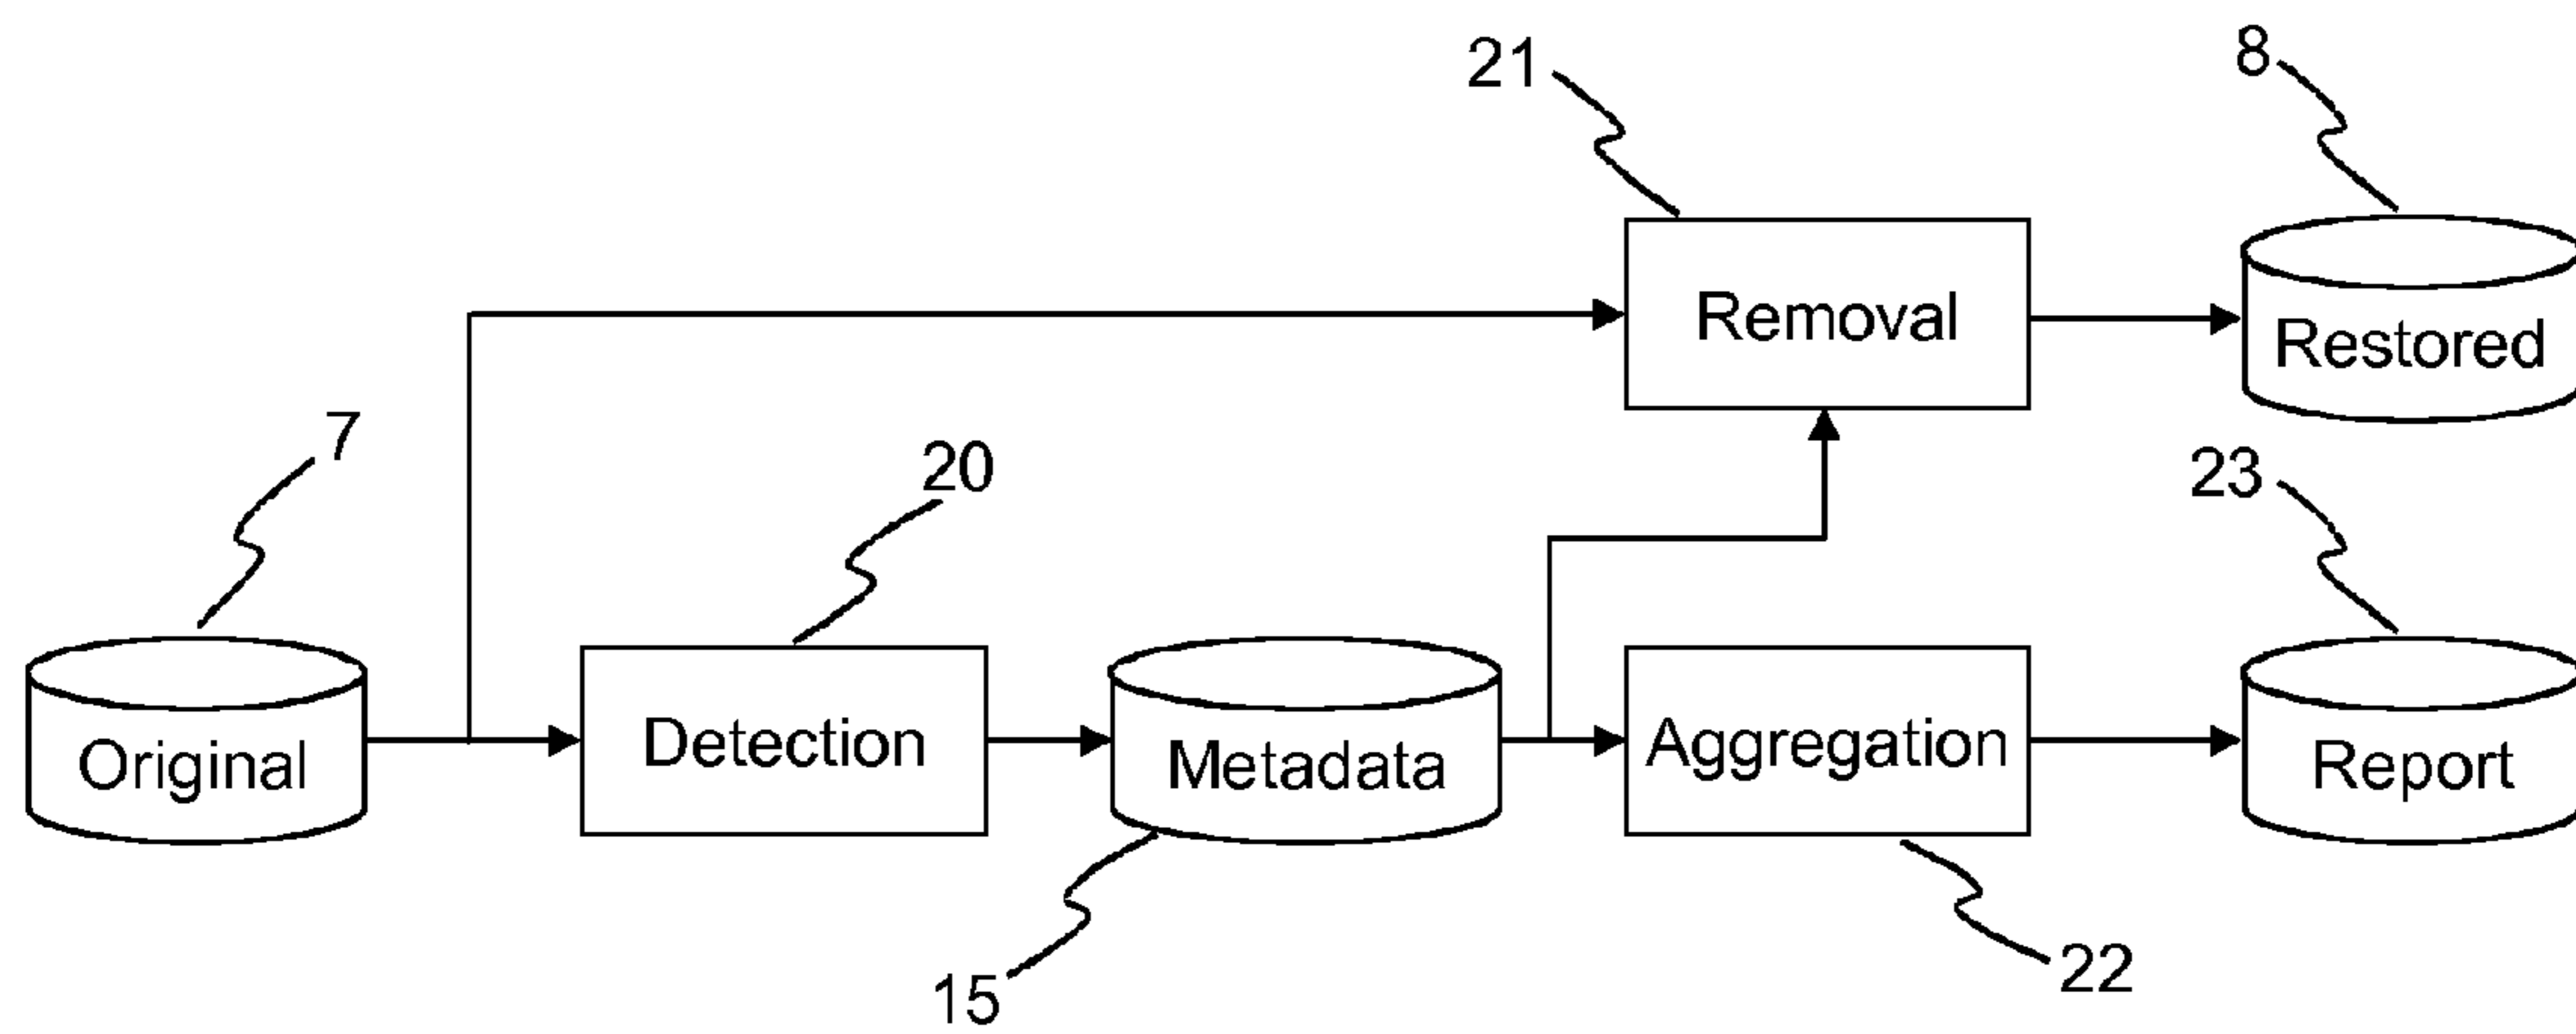 21
8
Removal
Restored
7
20
23
Original
Detection
Metadata
Aggregation
Report
15
22